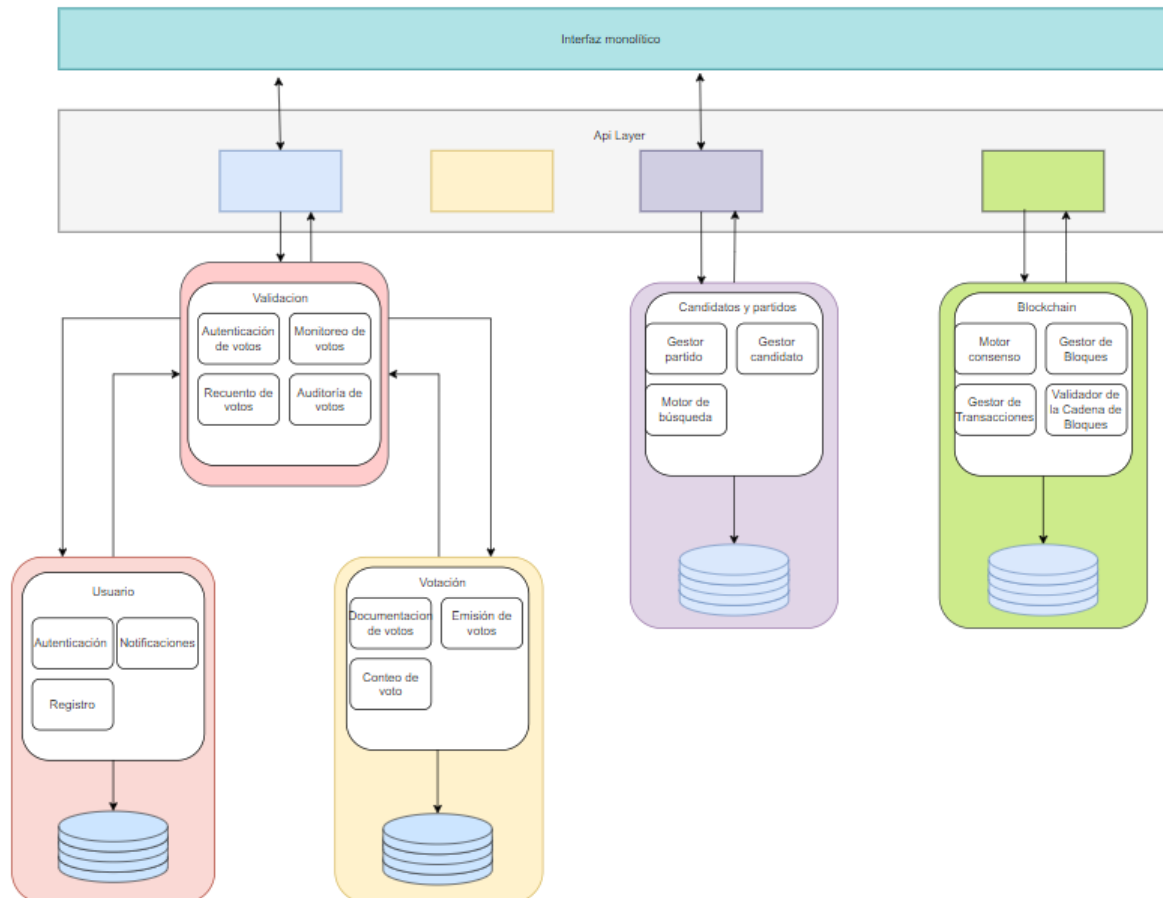 Interfaz monolítico
Api Layer
Validacion
Autenticación
de votos
Monitoreo de
votos
Recuento de
votos
Auditoría de
votos
Candidatos y partidos
Gestor
partido
Gestor
candidato
Motor de
búsqueda
Blockchain
Motor
consenso
Gestor de
Bloques
Gestor de
Transacciones
Validador de
la Cadena de
Bloques
Usuario
Autenticación
Notificaciones
Registro
Votación
Documentacion
de votos
Emisión de
votos
Conteo de
voto